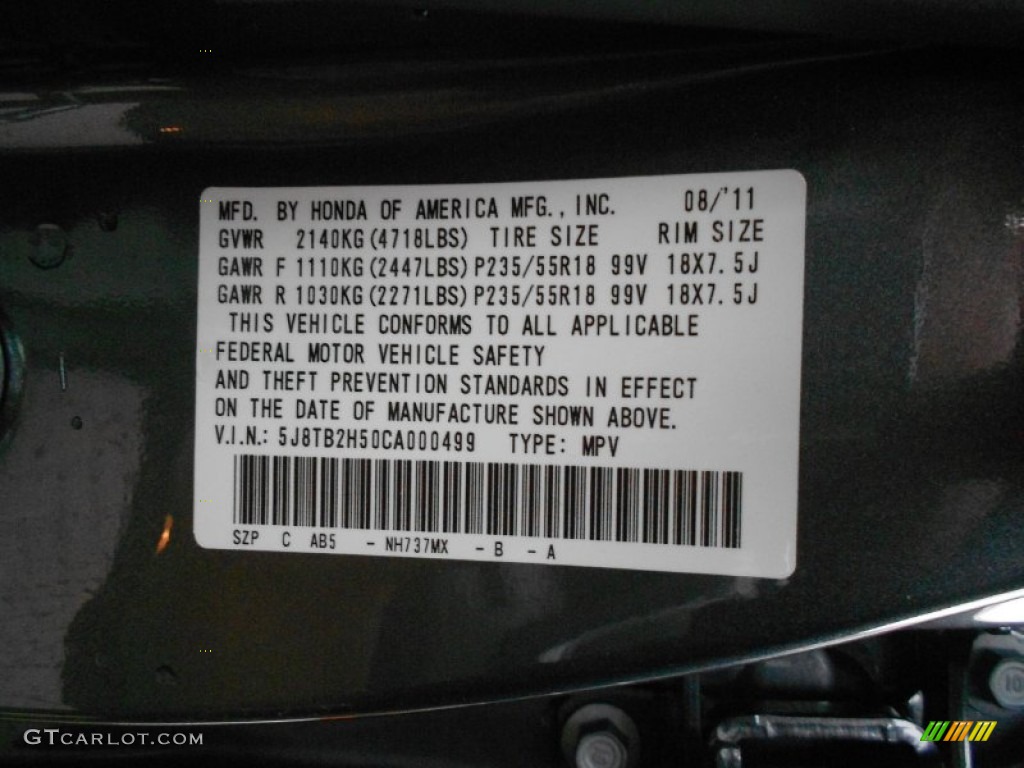 MFD. BY HONDA OF AMERICA MFG., INC. 08/'11
GVWR 2140KG(4718LBS) TIRE SIZE RIM SIZE
GAWR F 1110KG(2447LBS) P235/55R18 99V 18X7.5J
GAWR R 1030KG(2271LBS) P235/55R18 99V 18X7.5J
THIS VEHICLE CONFORMS TO ALL APPLICABLE
FEDERAL MOTOR VEHICLE SAFETY
AND THEFT PREVENTION STANDARDS IN EFFECT
ON THE DATE OF MANUFACTURE SHOWN ABOVE.
V.I.N.: 5J8TB2H50CA000499 TYPE: MPV
SZP C AB5 - NH737MX - B - A
10
GTCARLOT.COM